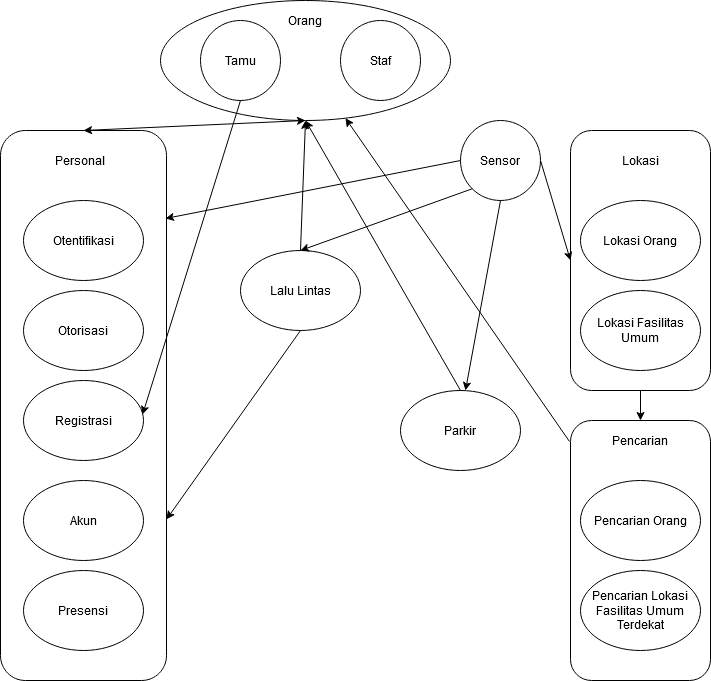 Orang
Tamu
Staf
Personal
Otentifikasi
Otorisasi
Registrasi
Akun
Presensi
Sensor
Lalu Lintas
Parkir
Lokasi
Lokasi Orang
Lokasi Fasilitas
Umum
Pencarian
Pencarian Orang
Pencarian Lokasi
Fasilitas Umum
Terdekat